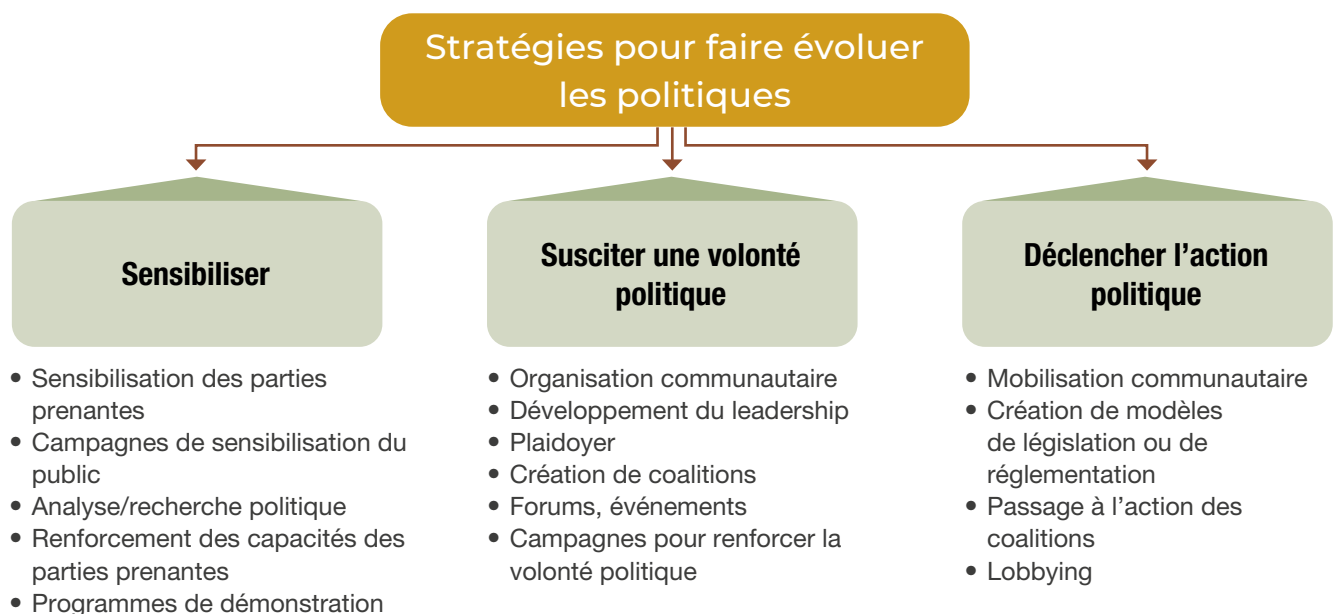 Stratégies pour faire évoluer
les politiques
Sensibiliser
• Sensibilisation des parties
prenantes
• Campagnes de sensibilisation du
public
• Analyse/recherche politique
• Renforcement des capacités des
parties prenantes
• Programmes de démonstration
Susciter une volonté
politique
• Organisation communautaire
• Développement du leadership
• Plaidoyer
• Création de coalitions
• Forums, événements
• Campagnes pour renforcer la
volonté politique
Déclencher l’action
politique
• Mobilisation communautaire
• Création de modèles
de législation ou de
réglementation
• Passage à l’action des
coalitions
• Lobbying